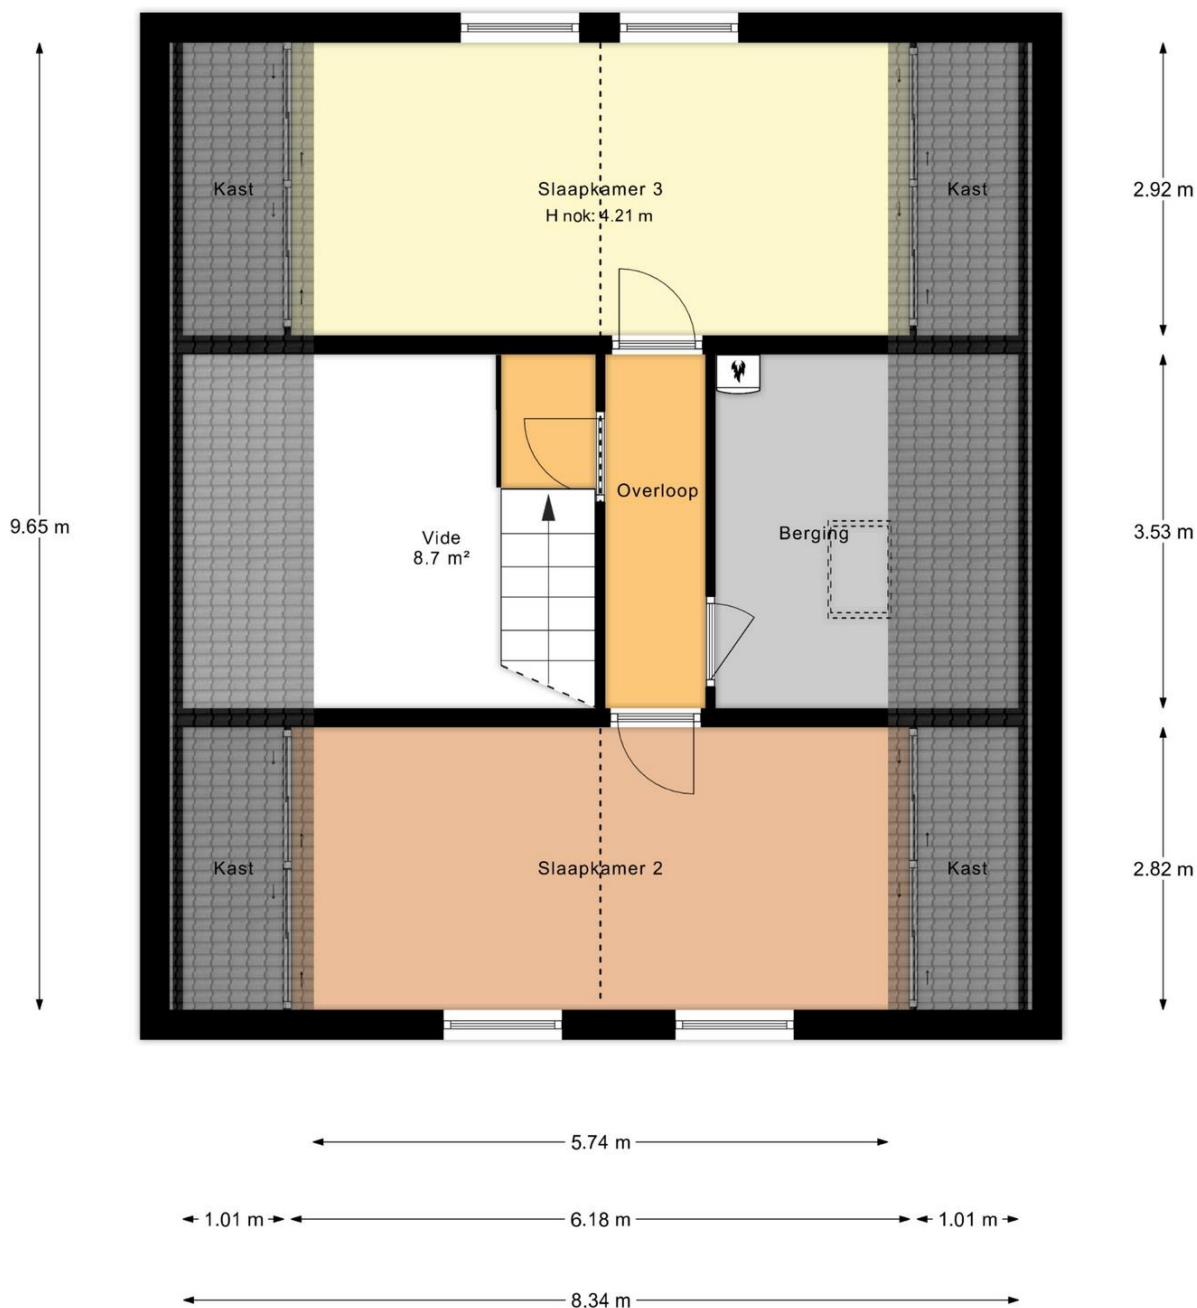 Kast
Slaapkamer 3
H nok: 4.21 m
Kast
2.92 m
9.65 m
Vide
8.7 m²
Overloop
Berging
3.53 m
Kast
Slaapkamer 2
Kast
2.82 m
5.74 m
1.01 m
6.18 m
1.01 m
8.34 m